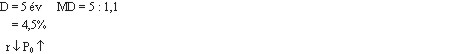 D = 5 év MD = 5 : 1,1
= 4,5%
r ↓ P₀ ↑